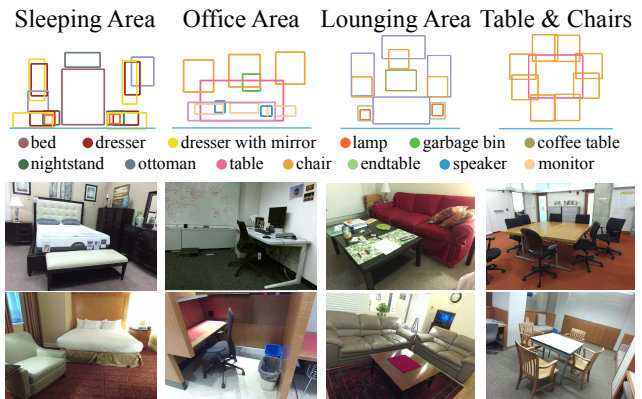 Sleeping Area Office Area Lounging Area Table & Chairs
bed dresser dresser with mirror lamp garbage bin coffee table
nightstand ottoman table chair endtable speaker monitor